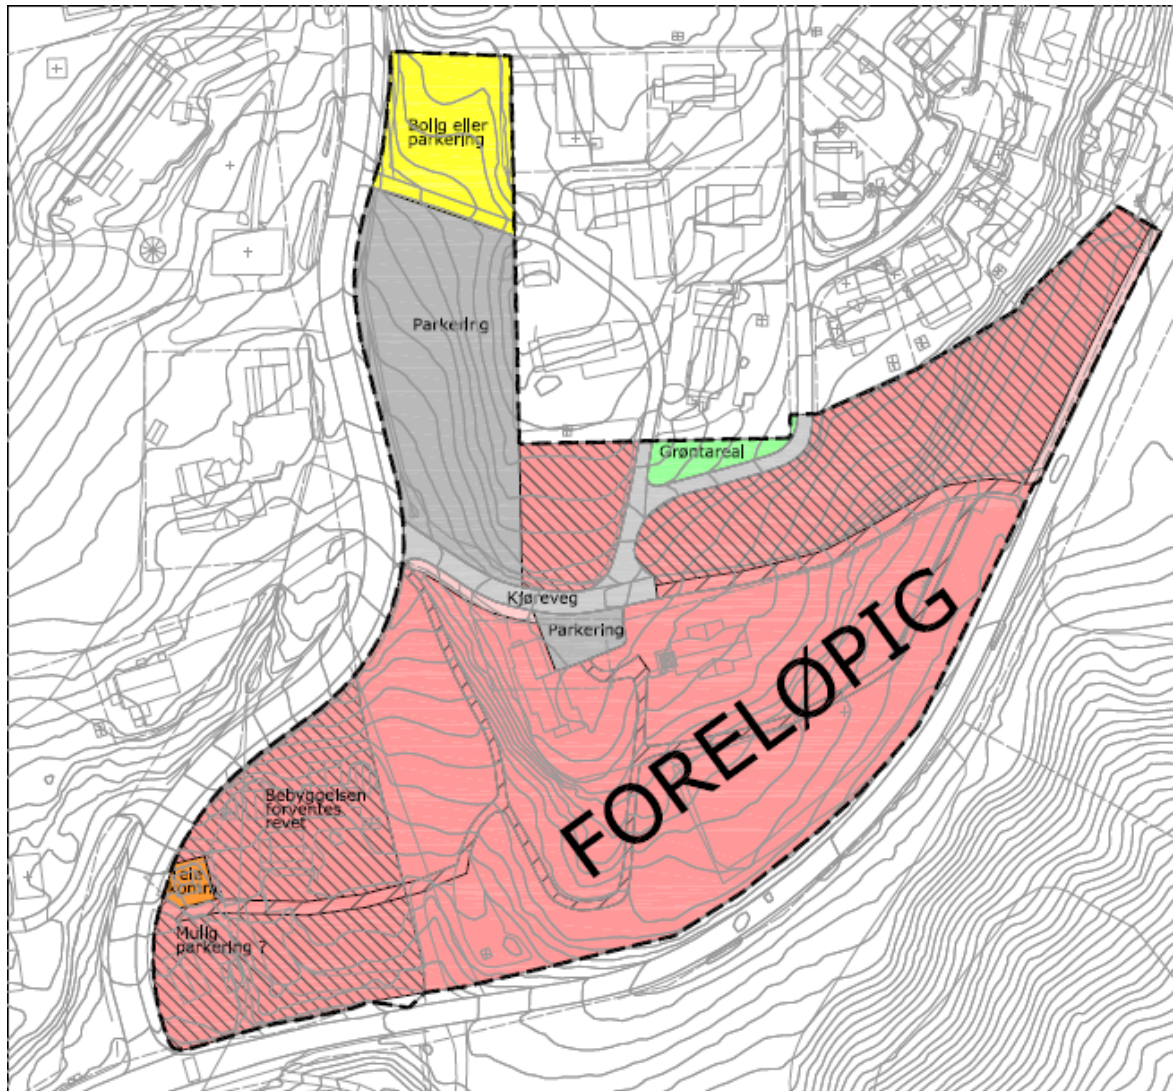 Bolig eller
parkering
Parkering
Grøntareal
Kjøreveg
Parkering
FORELØPIG
Bebyggelsen
forventes
revet
Mulig
parkering ?